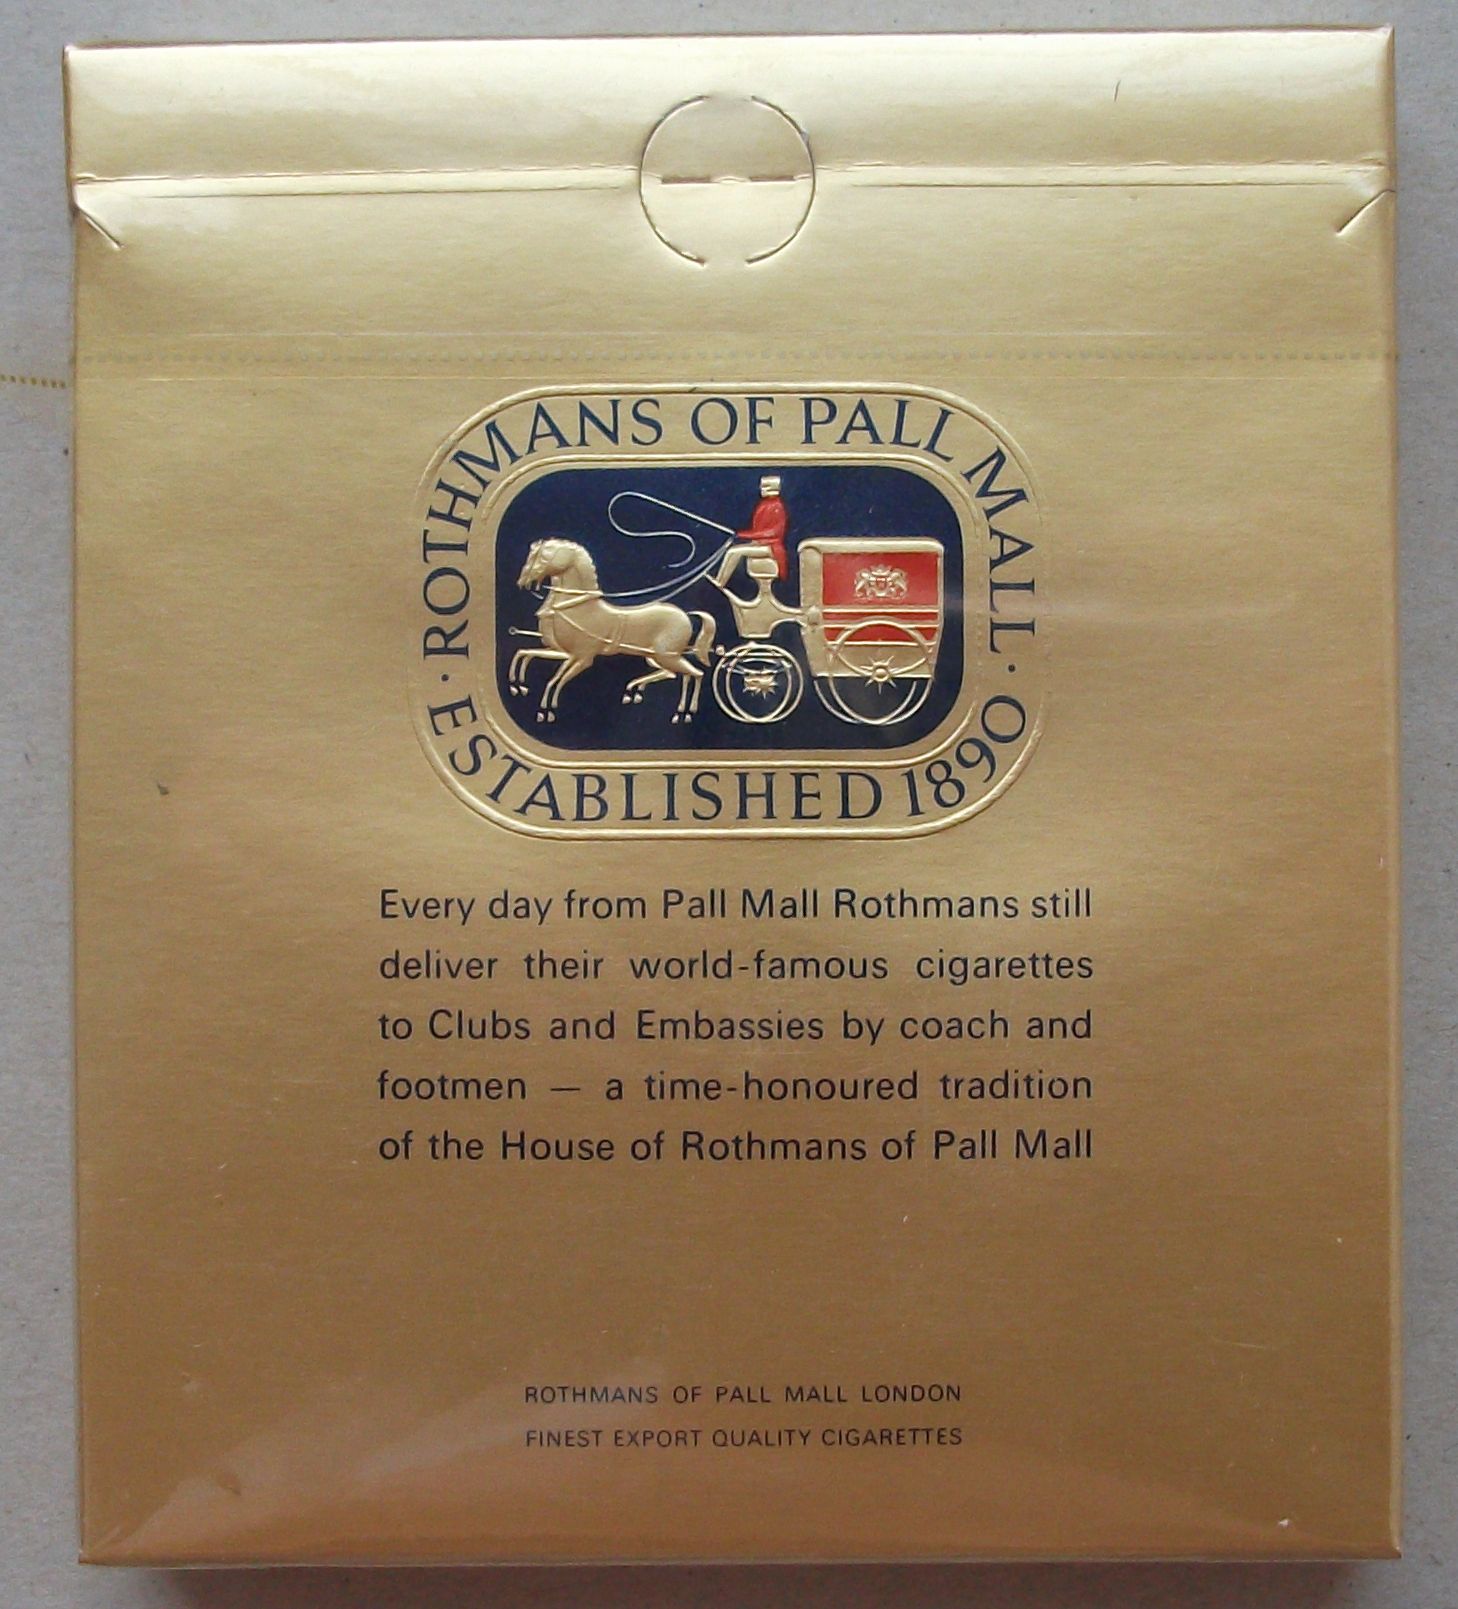 ROTHMANS OF PALL MALL ·
ESTABLISHED 1890 ·
Every day from Pall Mall Rothmans still
deliver their world-famous cigarettes
to Clubs and Embassies by coach and
footmen — a time-honoured tradition
of the House of Rothmans of Pall Mall
ROTHMANS OF PALL MALL LONDON
FINEST EXPORT QUALITY CIGARETTES